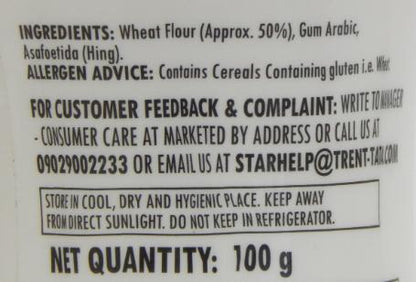 INGREDIENTS: Wheat Flour (Approx. 50%), Gum Arabic,
Asafoetida (Hing).
ALLERGEN ADVICE: Contains Cereals Containing gluten i.e. Wheat
FOR CUSTOMER FEEDBACK & COMPLAINT: WRITE TO MANAGER
- CONSUMER CARE AT MARKETED BY ADDRESS OR CALL US AT
09029002233 OR EMAIL US AT STARHELP@TRENT-TATA.COM
STORE IN COOL, DRY AND HYGIENIC PLACE. KEEP AWAY
FROM DIRECT SUNLIGHT. DO NOT KEEP IN REFRIGERATOR.
NET QUANTITY: 100 g